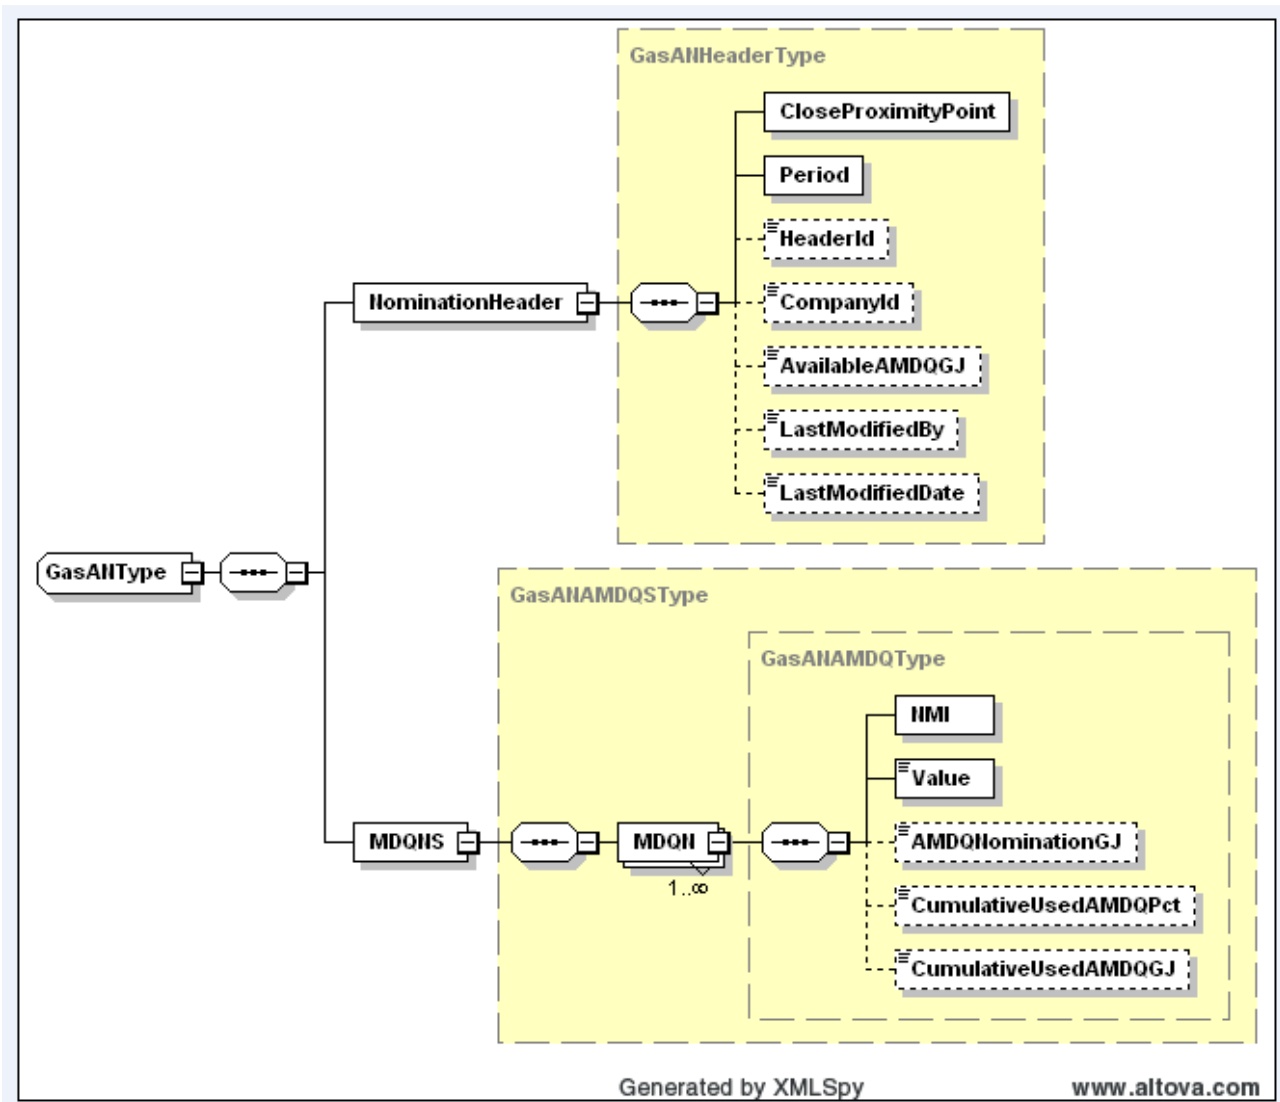 GasANHeaderType
CloseProximityPoint
Period
HeaderId
NominationHeader
CompanyId
AvailableAMDQGJ
LastModifiedBy
LastModifiedDate
GasANType
GasANAMDQSType
GasANAMDQType
NMI
Value
MDQNS
MDQN
AMDQNominationGJ
1..∞
CumulativeUsedAMDQPct
CumulativeUsedAMDQGJ
Generated by XMLSpy www.altova.com